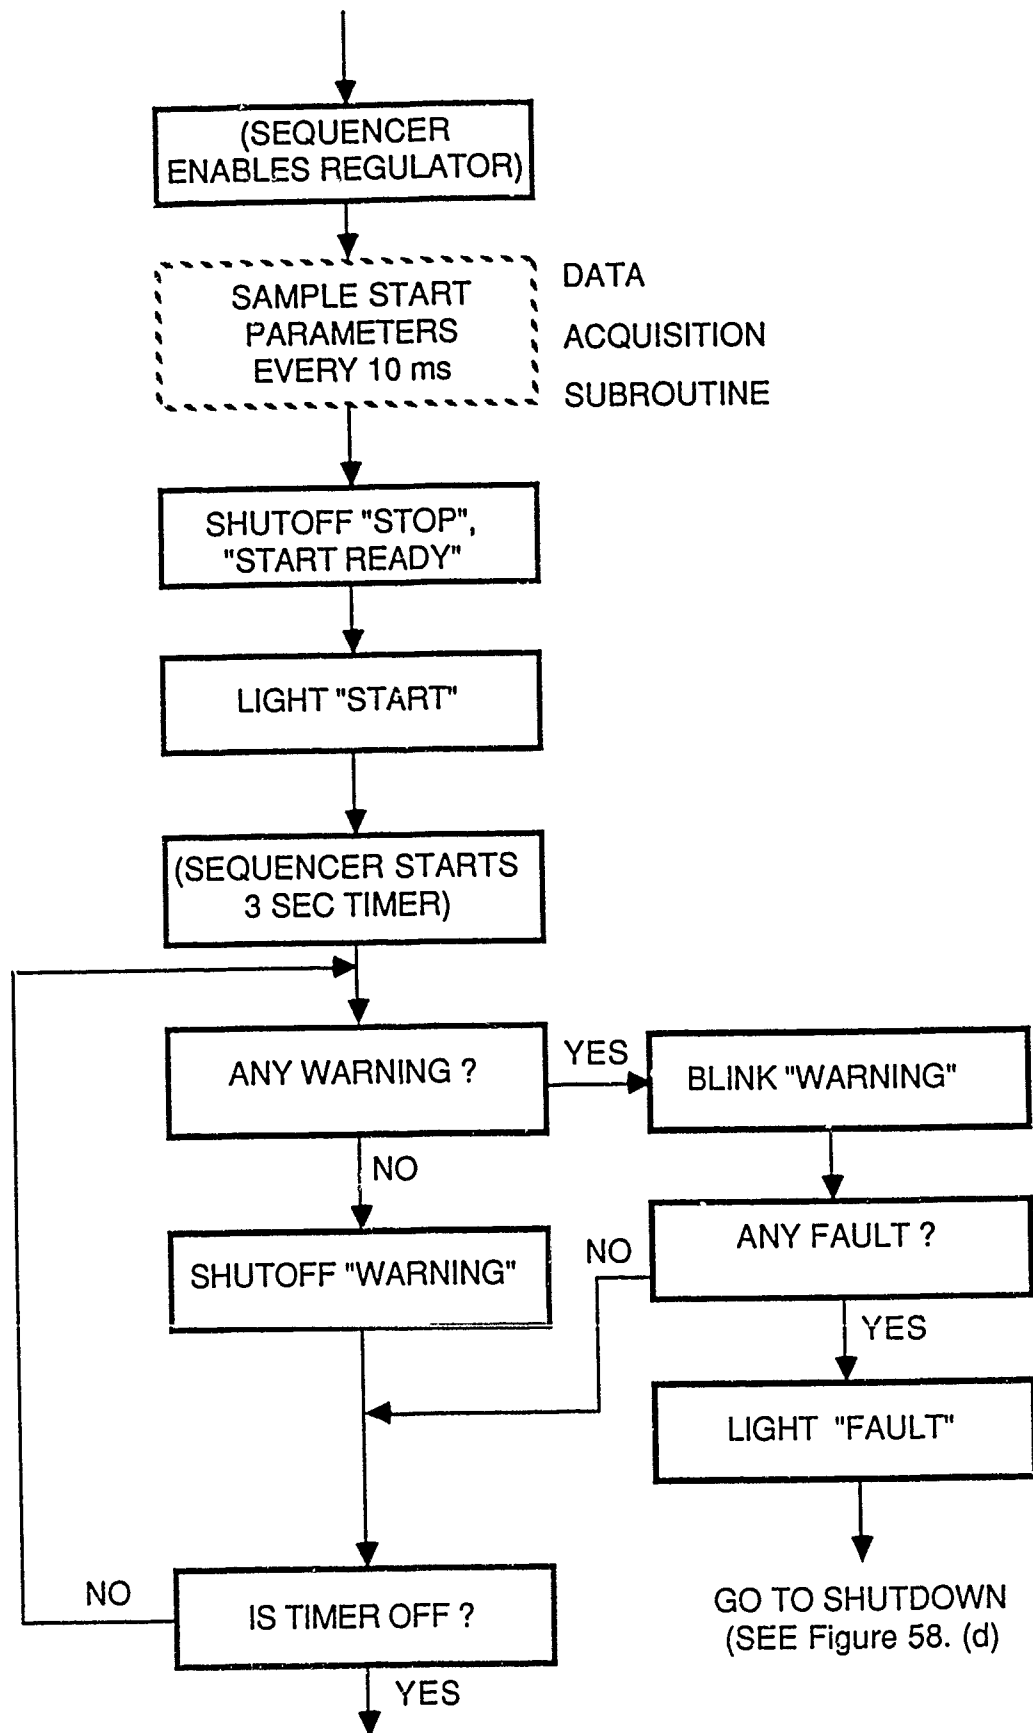 (SEQUENCER
ENABLES REGULATOR)
SAMPLE START
PARAMETERS
EVERY 10 ms
DATA
ACQUISITION
SUBROUTINE
SHUTOFF "STOP",
"START READY"
LIGHT "START"
(SEQUENCER STARTS
3 SEC TIMER)
ANY WARNING ?
YES
BLINK "WARNING"
NO
SHUTOFF "WARNING"
NO
ANY FAULT ?
YES
LIGHT "FAULT"
NO
IS TIMER OFF ?
YES
GO TO SHUTDOWN
(SEE Figure 58. (d)